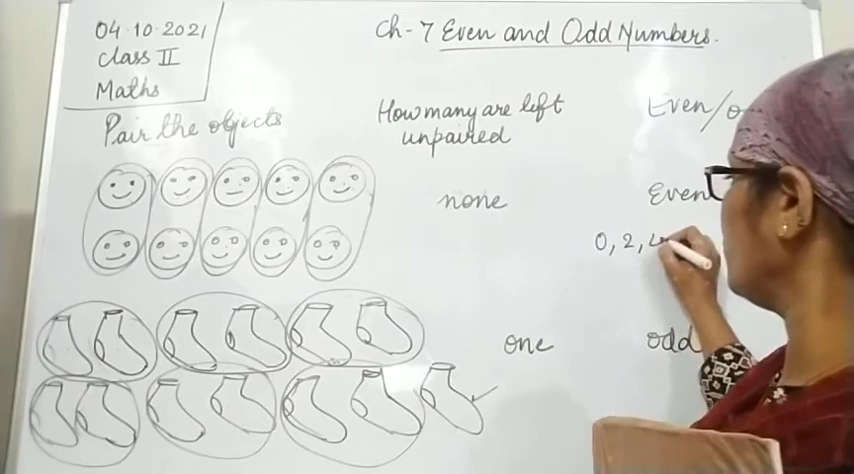 04.10.2021
Class II
Maths
Ch-7 Even and Odd Numbers.
Pair the objects
How many are left
unpaired
Even/o
none
Even
0, 2, 4
one
odd